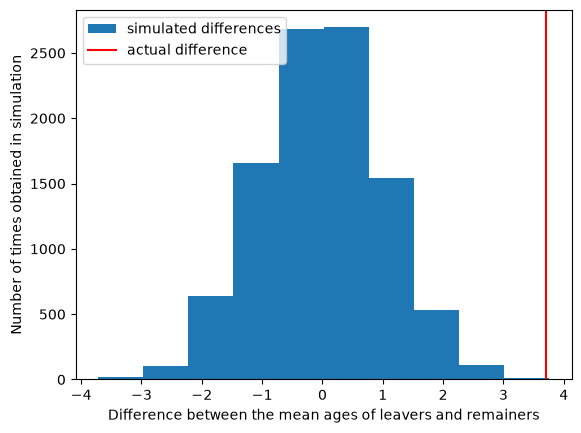 simulated differences
actual difference
Number of times obtained in simulation
2500
2000
1500
1000
500
0
−4 −3 −2 −1 0 1 2 3 4
Difference between the mean ages of leavers and remainers